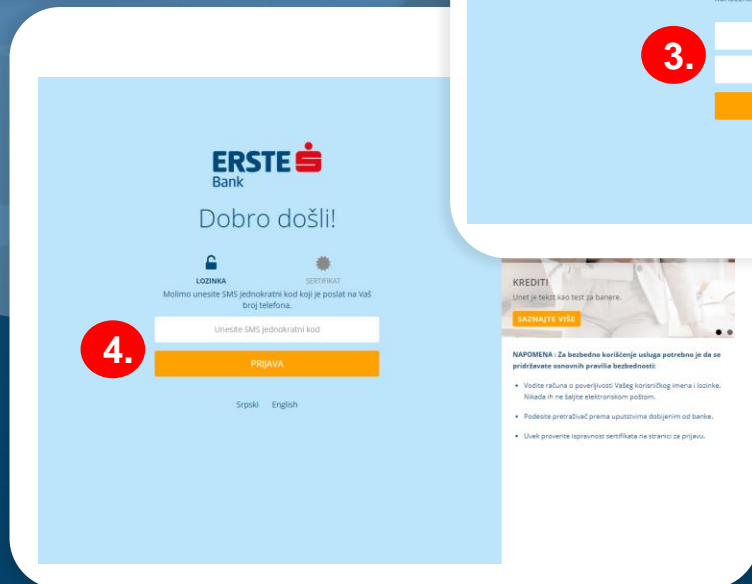 3.
ERSTE
Bank
Dobro došli!
LOZINKA
SERTIFIKAT
Molimo unesite SMS jednokratni kod koji je poslat na Vaš
broj telefona.
4.
Unesite SMS jednokratni kod
PRIJAVA
Srpski English
KREDITI
Unet je tekst kao test za banere.
SAZNAJTE VIŠE
NAPOMENA : Za bezbedno korišćenje usluga potrebno je da se
pridržavate osnovnih pravilia bezbednosti:
• Vodite računa o poverljivosti Vašeg korisničkog imena i lozinke.
Nikada ih ne šaljite elektronskom poštom.
• Podesite pretraživač prema uputstvima dobijenim od banke.
• Uvek proverite ispravnost sertifikata na stranici za prijavu.